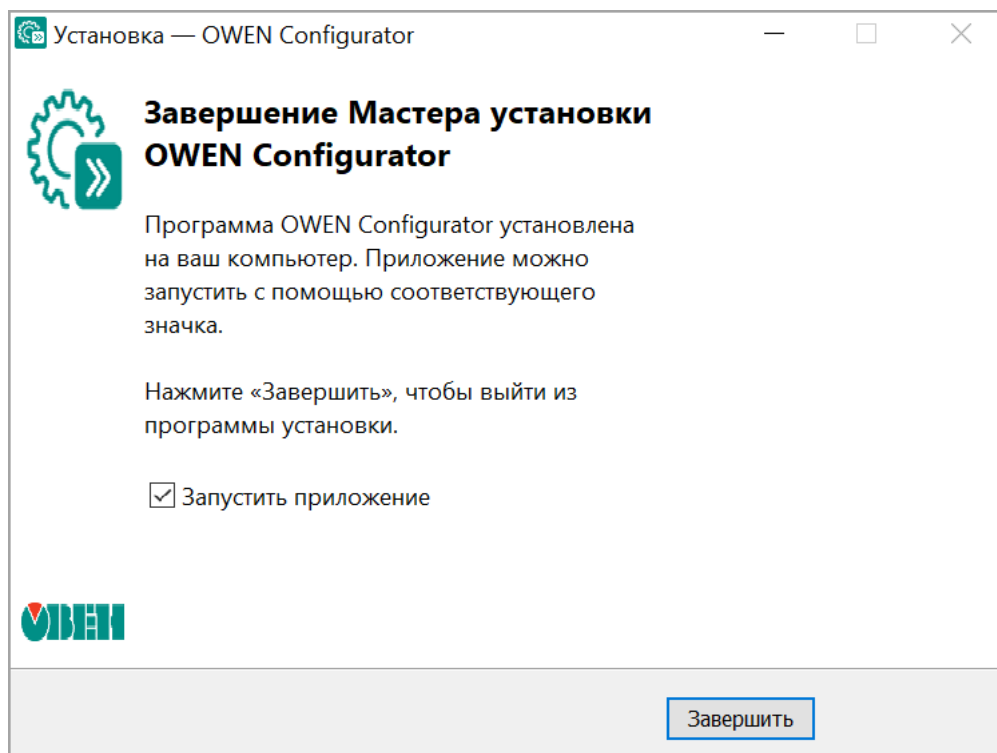 Установка — OWEN Configurator
Завершение Мастера установки
OWEN Configurator
Программа OWEN Configurator установлена
на ваш компьютер. Приложение можно
запустить с помощью соответствующего
значка.
Нажмите «Завершить», чтобы выйти из
программы установки.
Запустить приложение
ОВЕН
Завершить